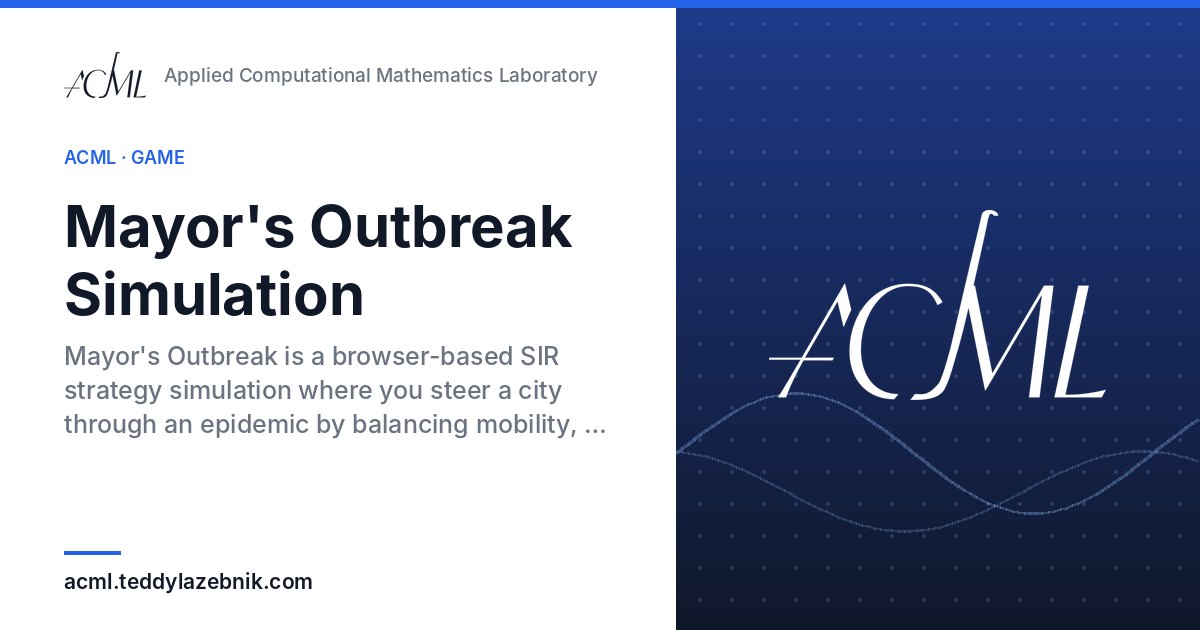 ACML
Applied Computational Mathematics Laboratory
ACML · GAME
Mayor's Outbreak
Simulation
Mayor's Outbreak is a browser-based SIR
strategy simulation where you steer a city
through an epidemic by balancing mobility, ...
acml.teddylazebnik.com
ACML